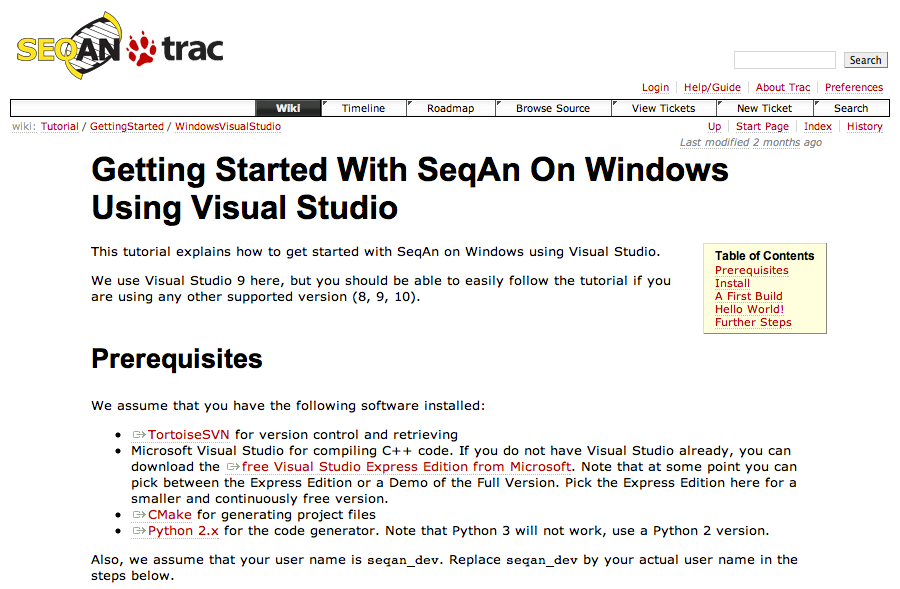 SEQAN trac
Search
Login Help/Guide About Trac Preferences
Wiki Timeline Roadmap Browse Source View Tickets New Ticket Search
wiki: Tutorial / GettingStarted / WindowsVisualStudio
Up Start Page Index History
Last modified 2 months ago
Getting Started With SeqAn On Windows
Using Visual Studio
This tutorial explains how to get started with SeqAn on Windows using Visual Studio.
We use Visual Studio 9 here, but you should be able to easily follow the tutorial if you
are using any other supported version (8, 9, 10).
Table of Contents
Prerequisites
Install
A First Build
Hello World!
Further Steps
Prerequisites
We assume that you have the following software installed:
• TortoiseSVN for version control and retrieving
• Microsoft Visual Studio for compiling C++ code. If you do not have Visual Studio already, you can
download the free Visual Studio Express Edition from Microsoft. Note that at some point you can
pick between the Express Edition or a Demo of the Full Version. Pick the Express Edition here for a
smaller and continuously free version.
• CMake for generating project files
• Python 2.x for the code generator. Note that Python 3 will not work, use a Python 2 version.
Also, we assume that your user name is seqan_dev. Replace seqan_dev by your actual user name in the
steps below.